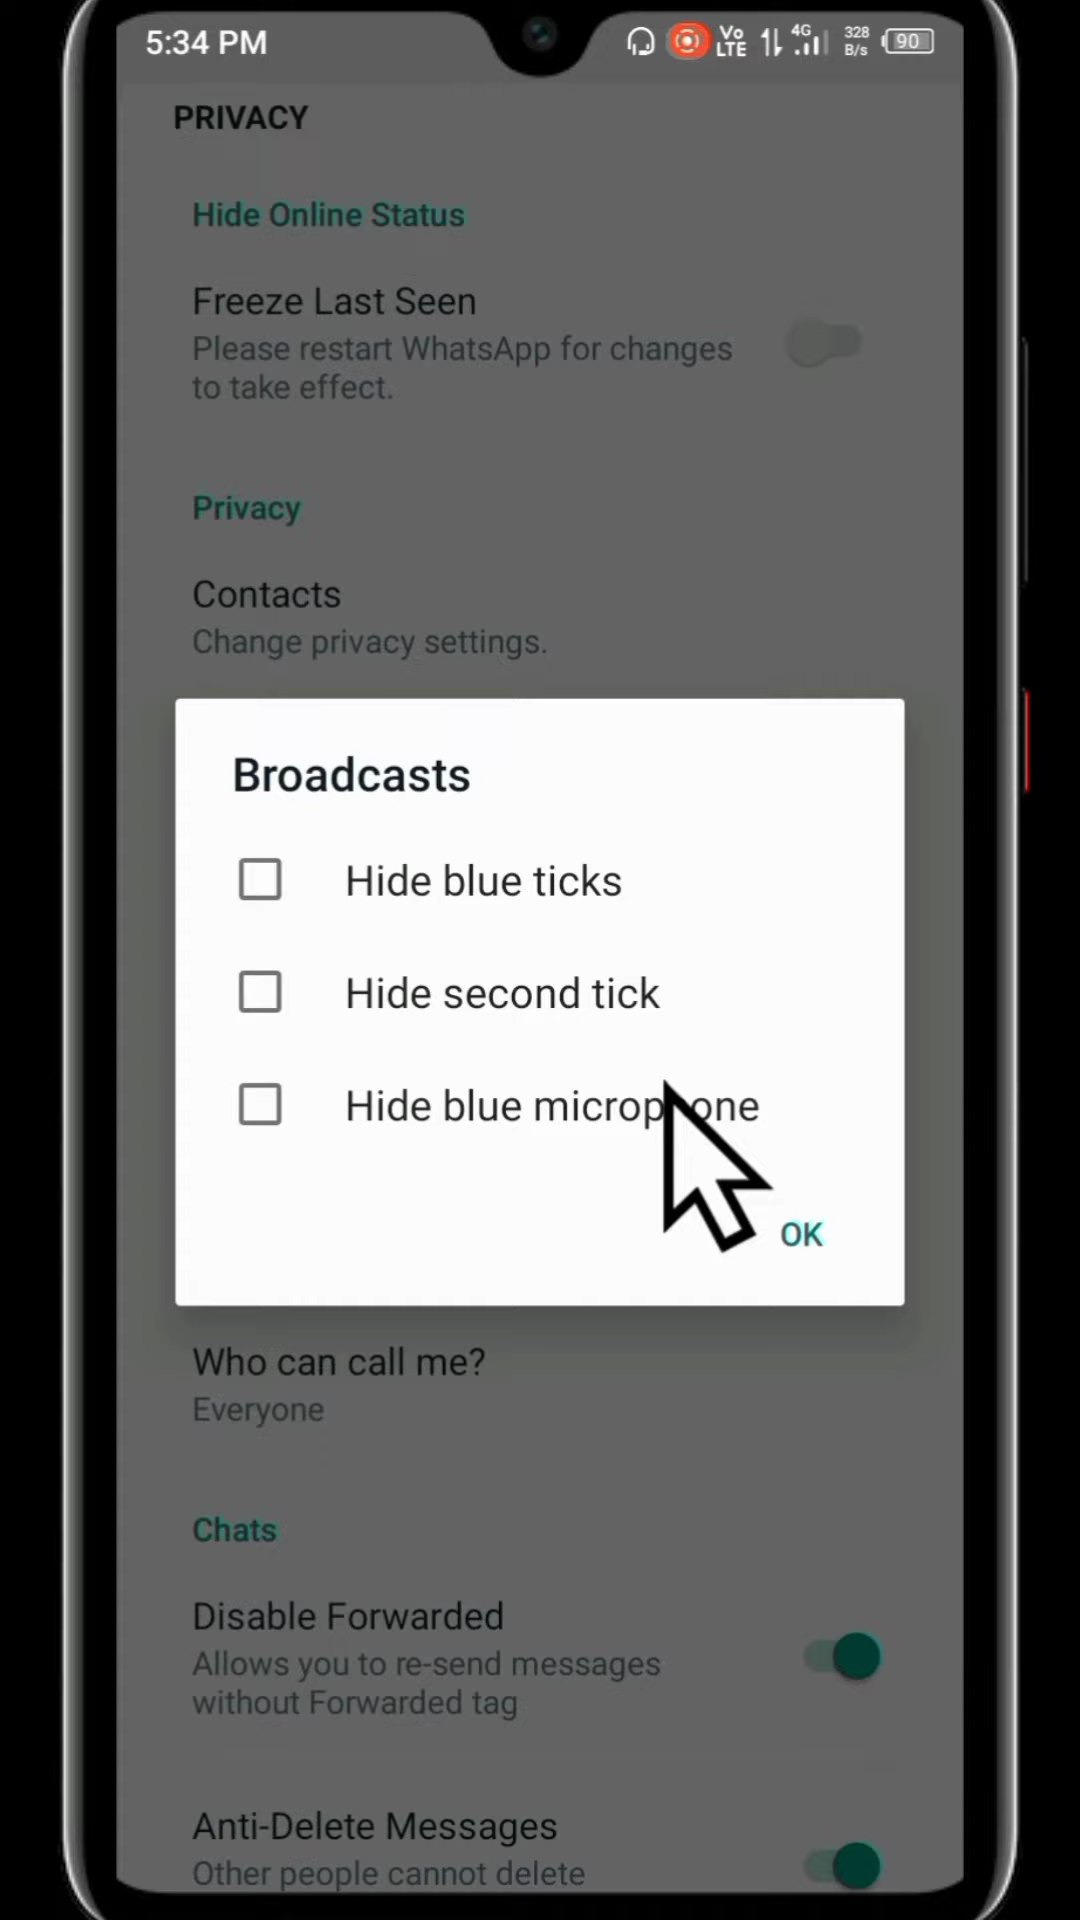 5:34 PM
Vo
LTE
4G
328
B/s
90
PRIVACY
Hide Online Status
Freeze Last Seen
Please restart WhatsApp for changes
to take effect.
Privacy
Contacts
Change privacy settings.
Broadcasts
Hide blue ticks
Hide second tick
Hide blue microphone
OK
Who can call me?
Everyone
Chats
Disable Forwarded
Allows you to re-send messages
without Forwarded tag
Anti-Delete Messages
Other people cannot delete